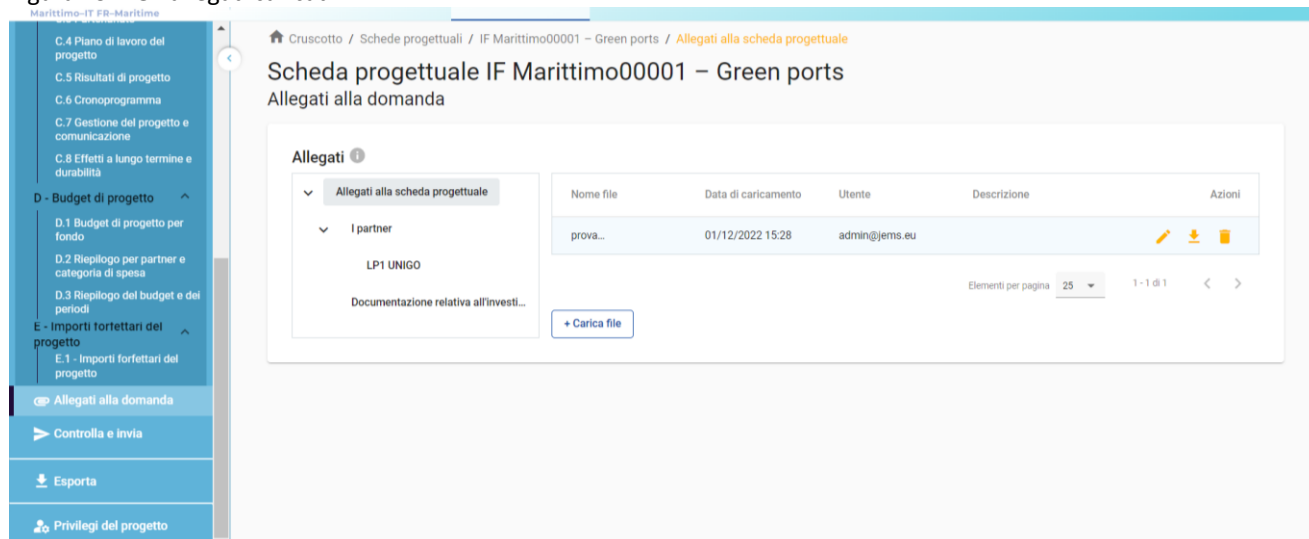 Marittimo-IT FR-Maritime
C.4 Piano di lavoro del
progetto
C.5 Risultati di progetto
C.6 Cronoprogramma
C.7 Gestione del progetto e
comunicazione
C.8 Effetti a lungo termine e
durabilità
D - Budget di progetto
D.1 Budget di progetto per
fondo
D.2 Riepilogo per partner e
categoria di spesa
D.3 Riepilogo del budget e dei
periodi
E - Importi forfettari del
progetto
E.1 - Importi forfettari del
progetto
Allegati alla domanda
Controlla e invia
Esporta
Privilegi del progetto
Cruscotto / Schede progettuali / IF Marittimo00001 – Green ports / Allegati alla scheda progettuale
Scheda progettuale IF Marittimo00001 – Green ports
Allegati alla domanda
Allegati
Allegati alla scheda progettuale
I partner
LP1 UNIGO
Documentazione relativa all'investi...
Nome file Data di caricamento Utente Descrizione Azioni
prova... 01/12/2022 15:28 admin@jems.eu
Elementi per pagina 25 1 - 1 di 1
+ Carica file